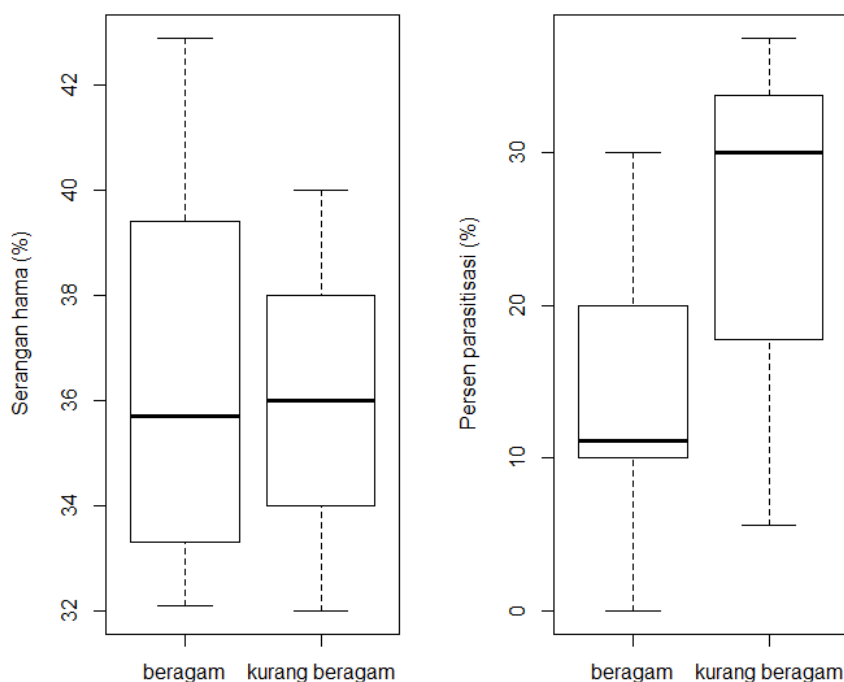 Serangan hama (%)
42
40
38
36
34
32
beragam
kurang beragam
Persen parasitisasi (%)
30
20
10
0
beragam
kurang beragam